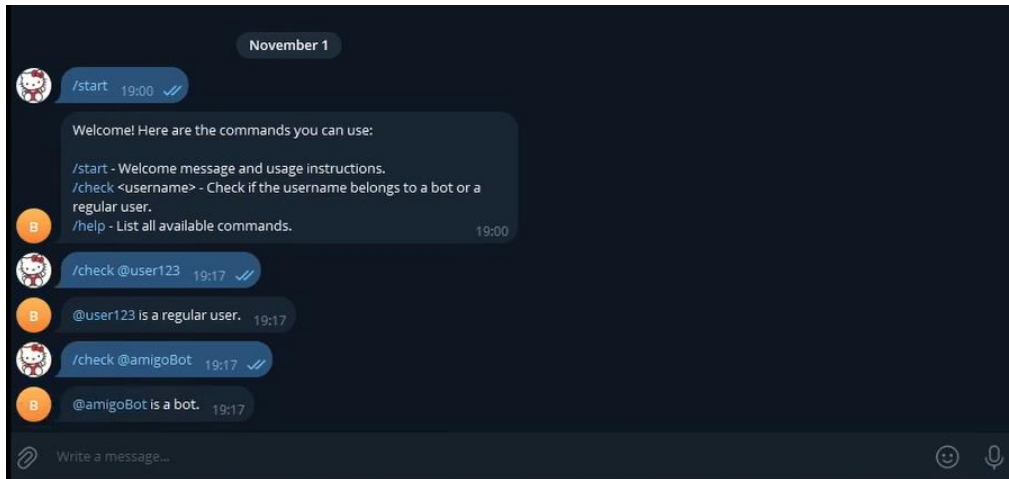 November 1
/start 19:00
Welcome! Here are the commands you can use:
/start - Welcome message and usage instructions.
/check <username> - Check if the username belongs to a bot or a
regular user.
/help - List all available commands.
19:00
B
/check @user123 19:17
B
@user123 is a regular user. 19:17
/check @amigoBot 19:17
B
@amigoBot is a bot. 19:17
Write a message...